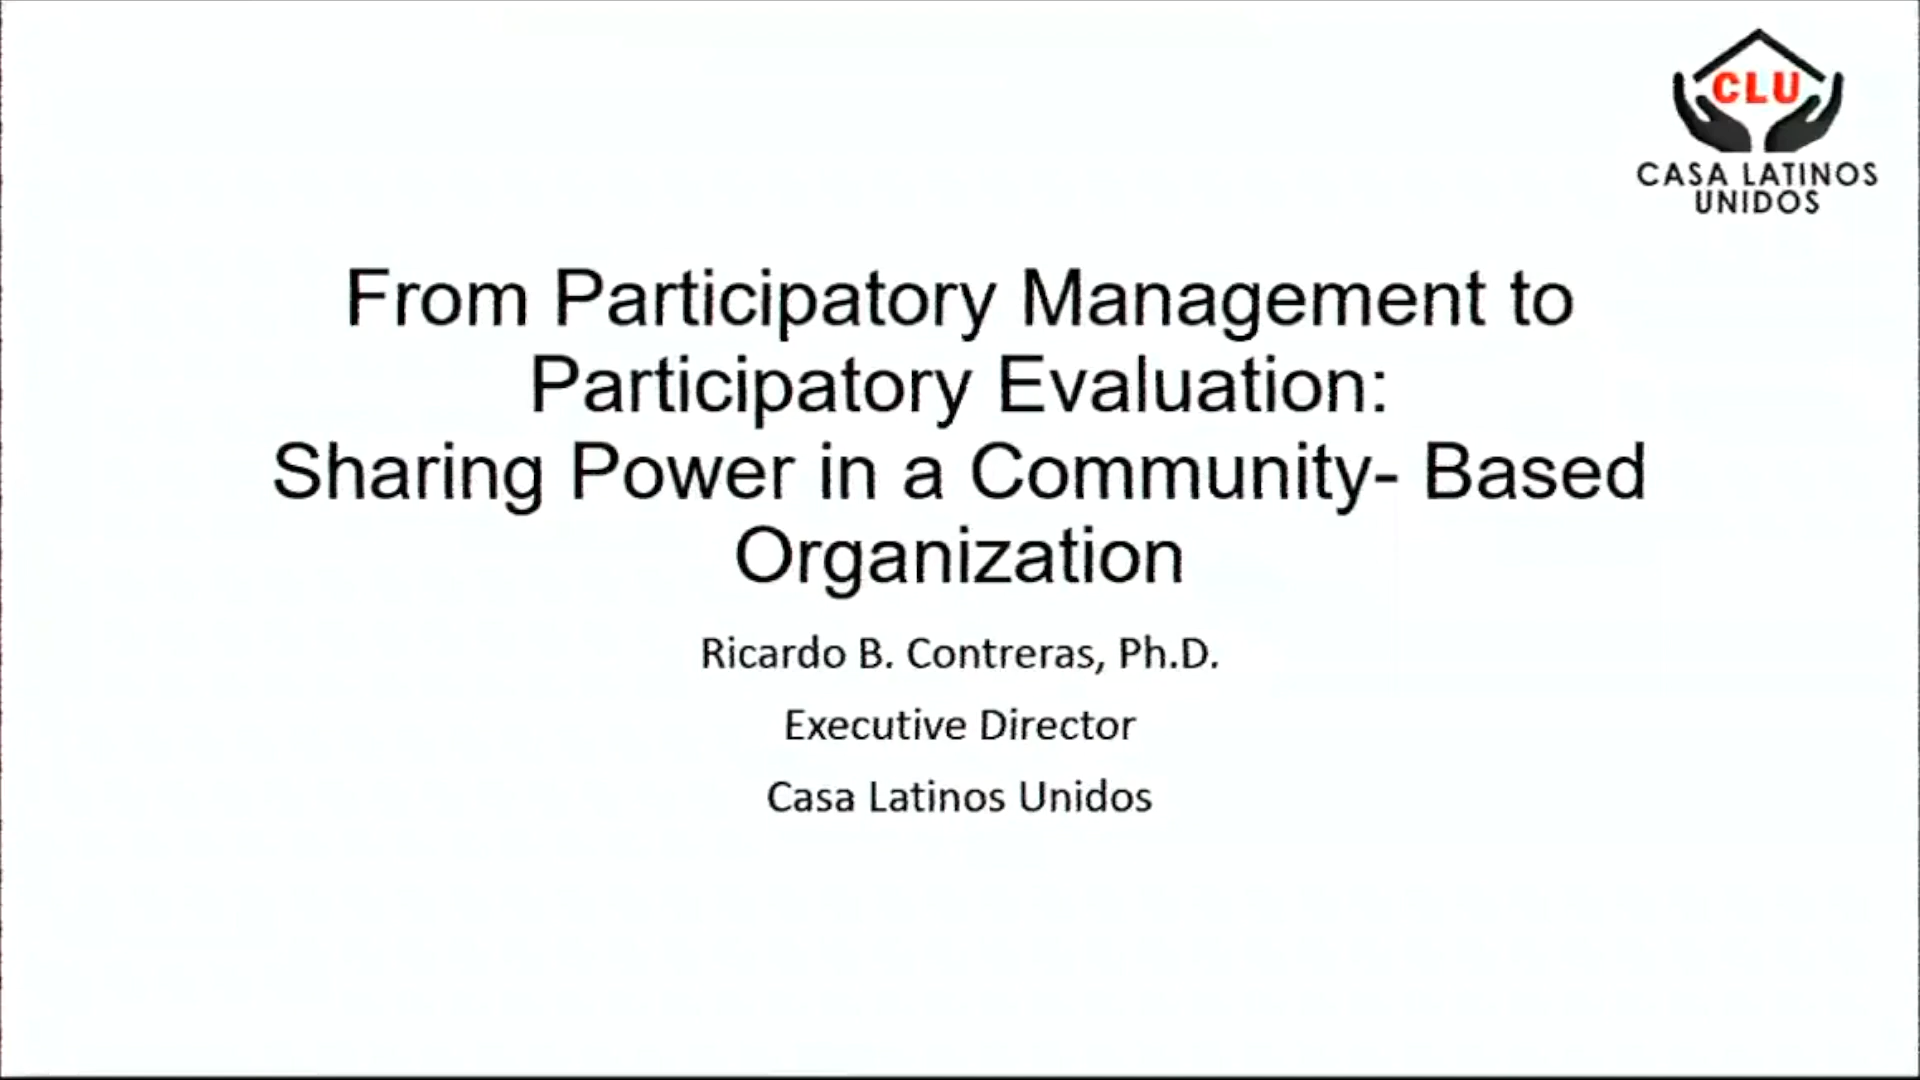 CLU
CASA LATINOS
UNIDOS
From Participatory Management to
Participatory Evaluation:
Sharing Power in a Community- Based
Organization
Ricardo B. Contreras, Ph.D.
Executive Director
Casa Latinos Unidos